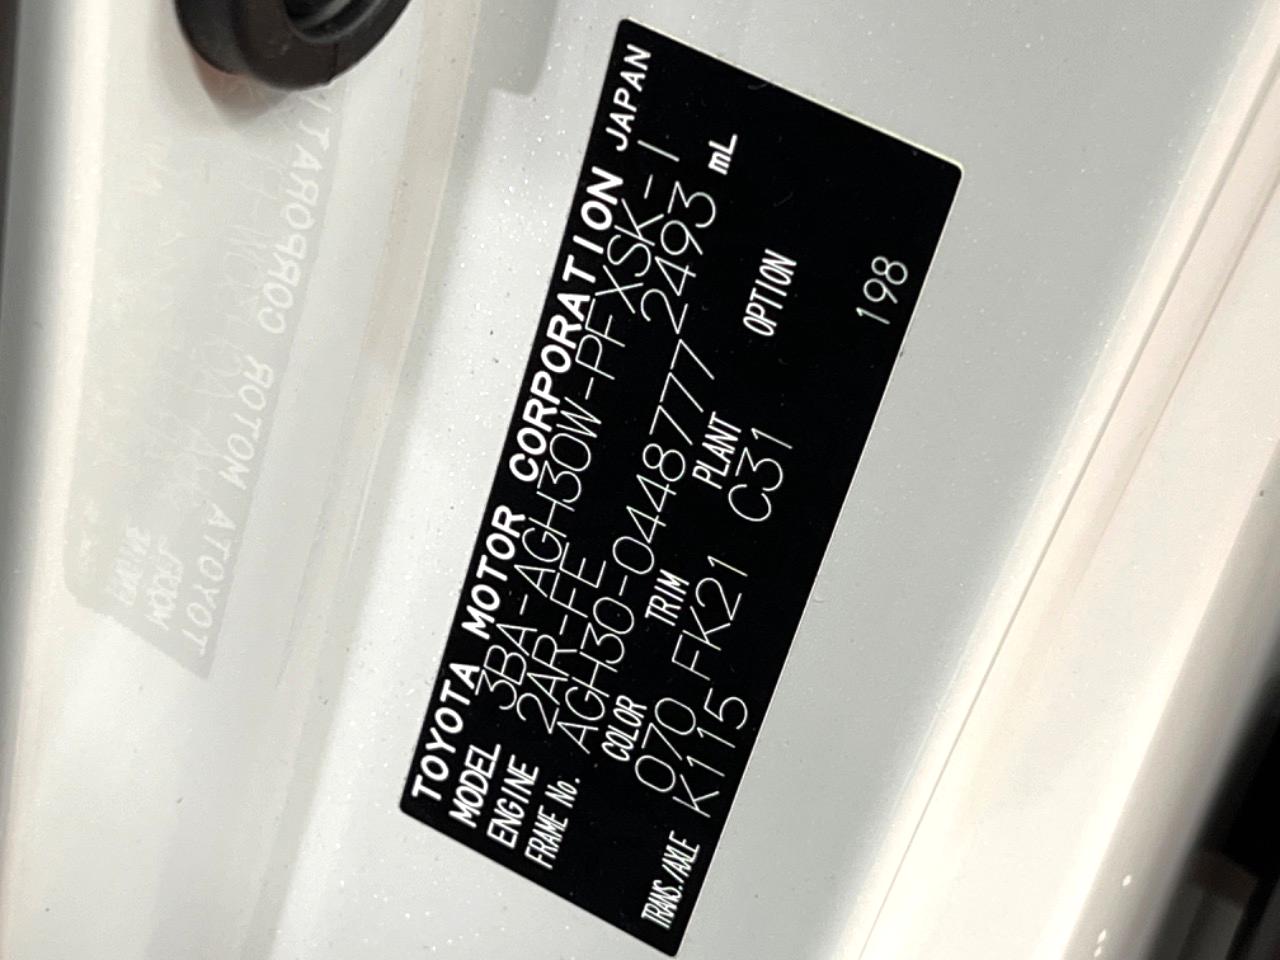 TOYOTA MOTOR CORPORATION JAPAN
MODEL 3BA-AGH30W-PFXSK-I
ENGINE 2AR-FE 2493 mL
FRAME No. AGH30-0448777
COLOR TRIM PLANT OPTION
070 FK21 C31
TRANS./AXLE K115
198